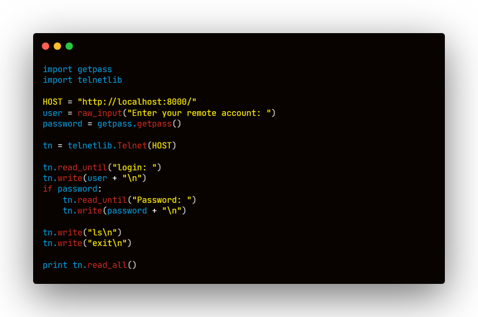 import getpass
import telnetlib
HOST = "http://localhost:8000/"
user = raw_input("Enter your remote account: ")
password = getpass.getpass()
tn = telnetlib.Telnet(HOST)
tn.read_until("login: ")
tn.write(user + "\n")
if password:
    tn.read_until("Password: ")
    tn.write(password + "\n")
tn.write("ls\n")
tn.write("exit\n")
print tn.read_all()